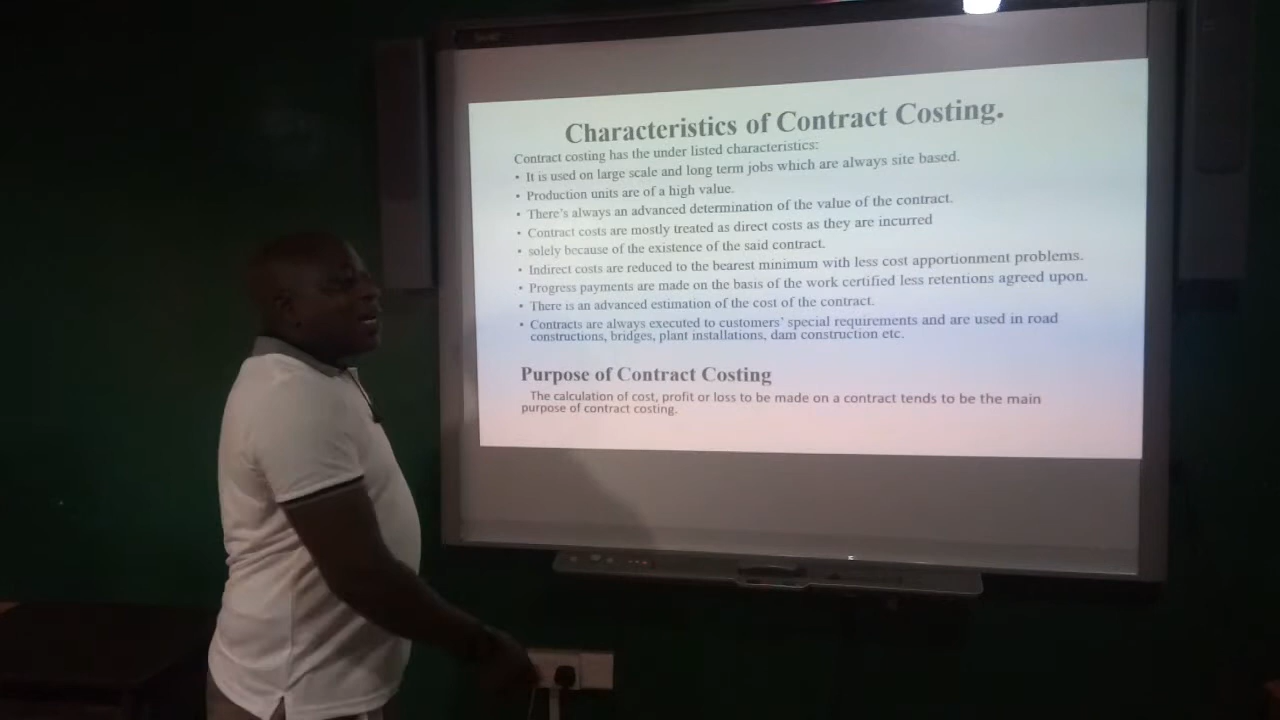 Characteristics of Contract Costing.
Contract costing has the under listed characteristics:
• It is used on large scale and long term jobs which are always site based.
• Production units are of a high value.
• There's always an advanced determination of the value of the contract.
• Contract costs are mostly treated as direct costs as they are incurred
• solely because of the existence of the said contract.
• Indirect costs are reduced to the bearest minimum with less cost apportionment problems.
• Progress payments are made on the basis of the work certified less retentions agreed upon.
• There is an advanced estimation of the cost of the contract.
• Contracts are always executed to customers' special requirements and are used in road
constructions, bridges, plant installations, dam construction etc.
Purpose of Contract Costing
The calculation of cost, profit or loss to be made on a contract tends to be the main
purpose of contract costing.